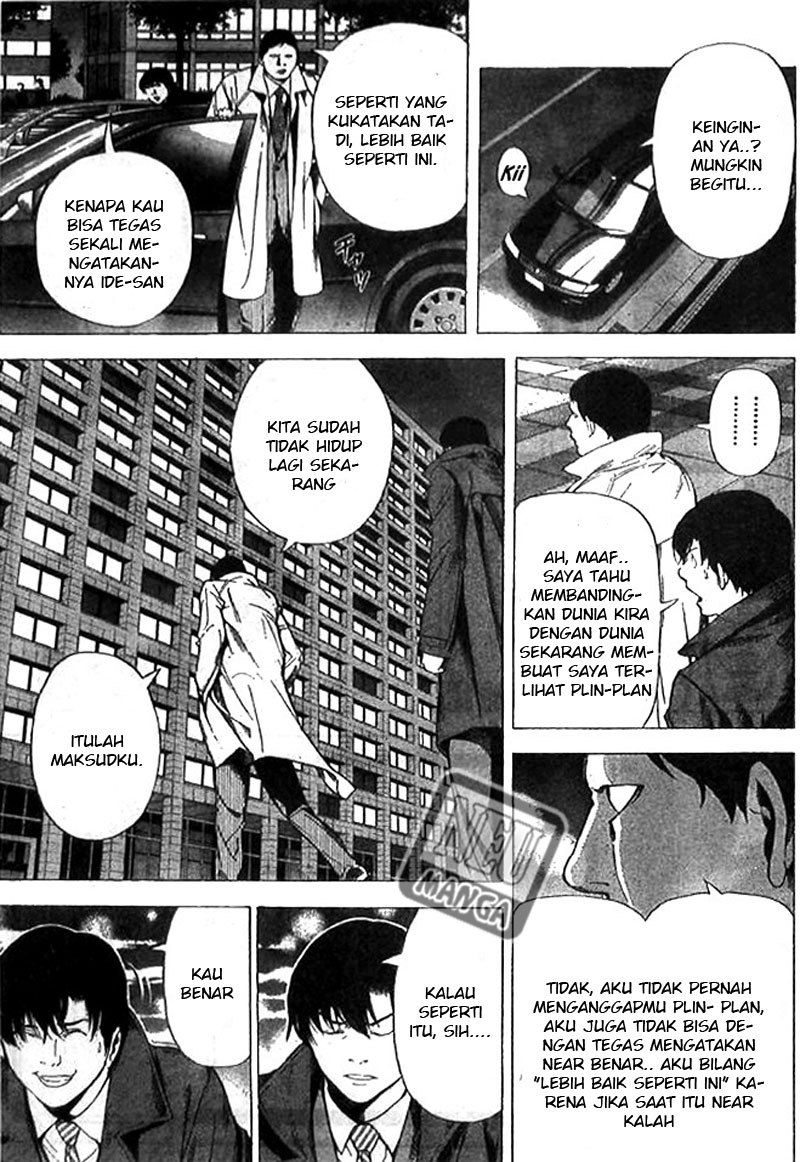 KEINGIN-
AN YA..?
MUNGKIN
BEGITU...
Kii
SEPERTI YANG
KUKATAKAN TA-
DI, LEBIH BAIK
SEPERTI INI.
KENAPA KAU
BISA TEGAS
SEKALI ME-
NGATAKAN-
NYA IDE-SAN
.........
AH, MAAF..
SAYA TAHU
MEMBANDING-
KAN DUNIA KIRA
DENGAN DUNIA
SEKARANG MEM-
BUAT SAYA TER-
LIHAT PLIN-PLAN
KITA SUDAH
TIDAK HIDUP
LAGI SEKA-
RANG
ITULAH
MAKSUDKU.
TIDAK, AKU TIDAK PERNAH
MENGANGGAPMU PLIN- PLAN,
AKU JUGA TIDAK BISA DE-
NGAN TEGAS MENGATAKAN
NEAR BENAR.. AKU BILANG
"LEBIH BAIK SEPERTI INI" KA-
RENA JIKA SAAT ITU NEAR
KALAH
KALAU
SEPERTI
ITU, SIH....
KAU
BENAR
NEU
MANGA